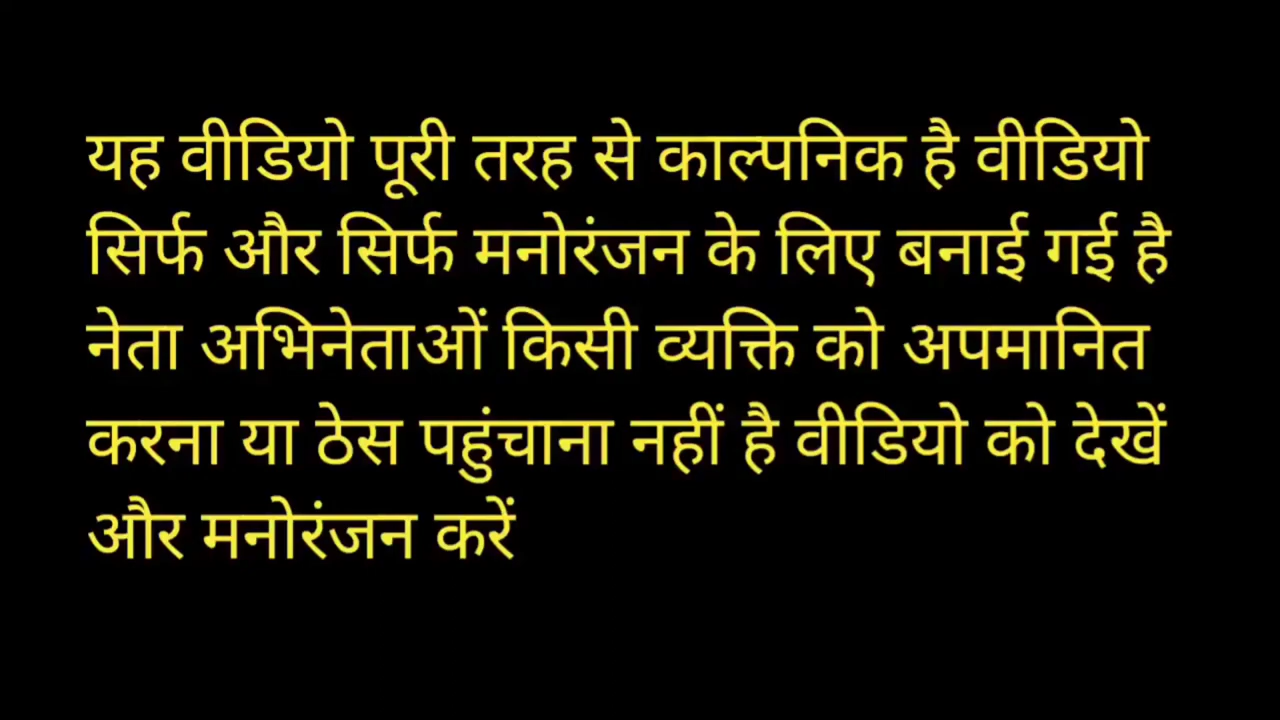 यह वीडियो पूरी तरह से काल्पनिक है वीडियो
सिर्फ और सिर्फ मनोरंजन के लिए बनाई गई है
नेता अभिनेताओं किसी व्यक्ति को अपमानित
करना या ठेस पहुंचाना नहीं है वीडियो को देखें
और मनोरंजन करें